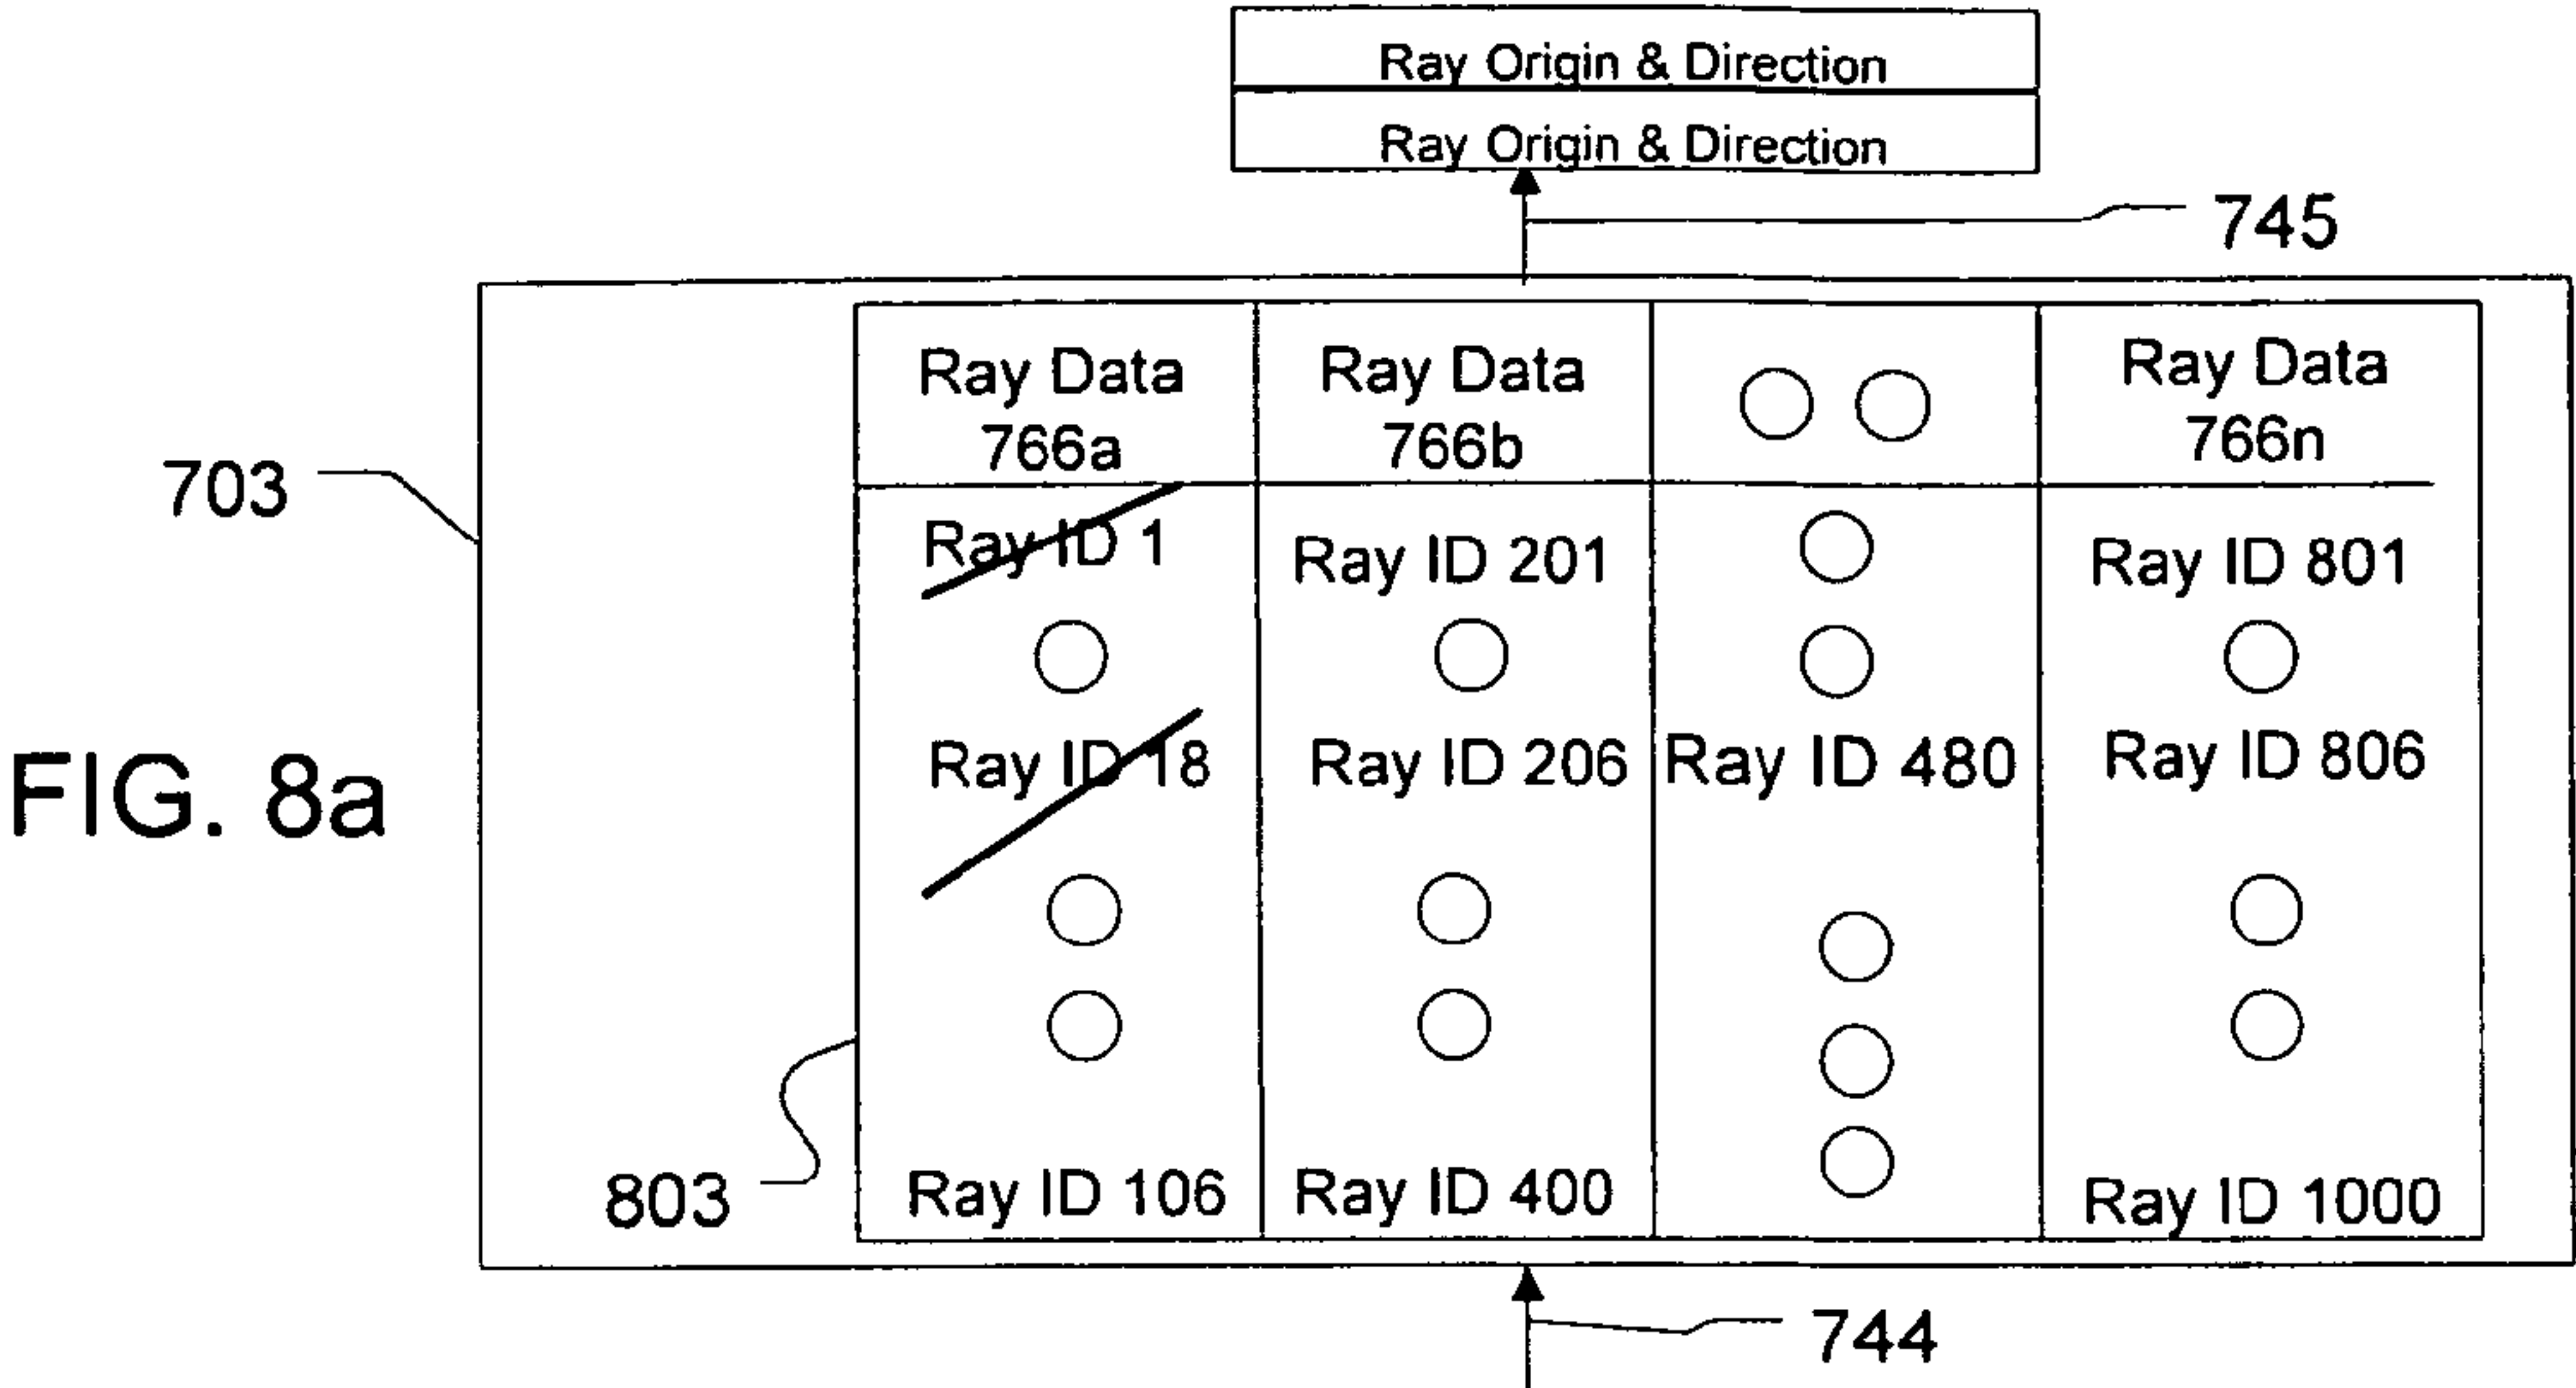 Ray Origin & Direction
Ray Origin & Direction
745
Ray Data 766a
Ray Data 766b
Ray Data 766n
703
Ray ID 1
Ray ID 201
Ray ID 801
FIG. 8a
Ray ID 18
Ray ID 206
Ray ID 480
Ray ID 806
803
Ray ID 106
Ray ID 400
Ray ID 1000
744